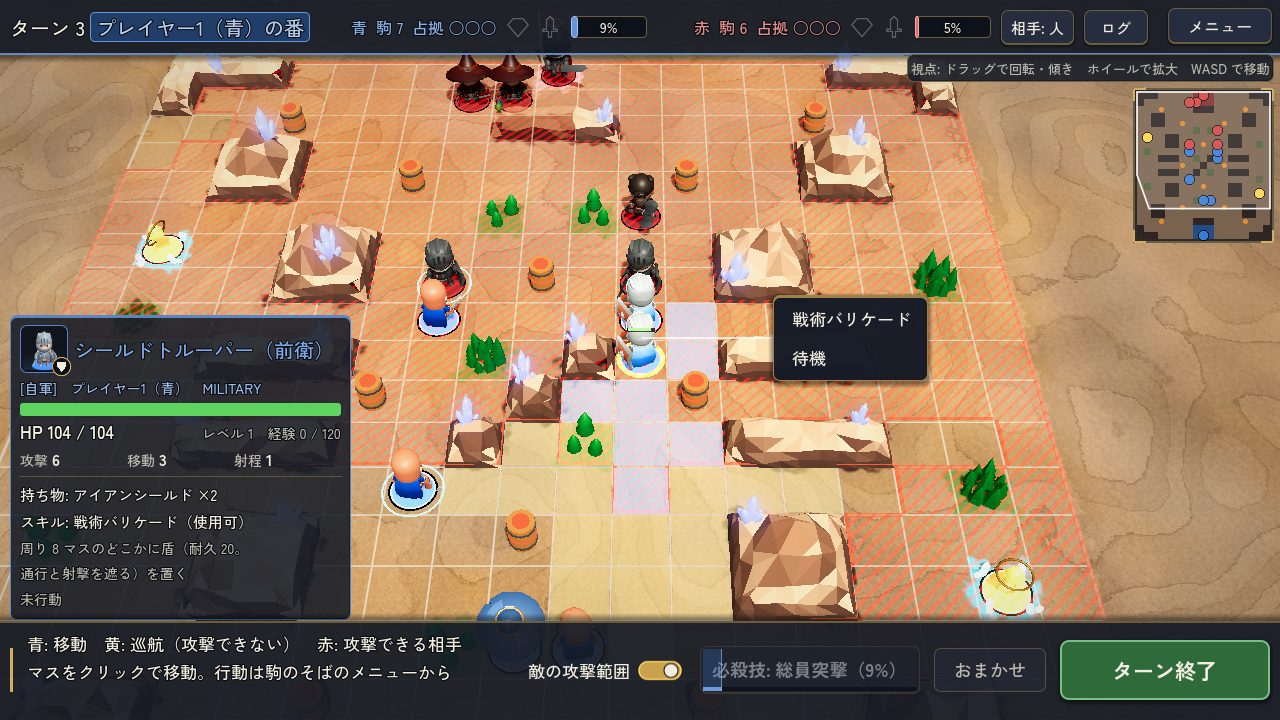 ターン 3 プレイヤー1（青）の番 青 駒 7 占拠 〇〇〇 9% 赤 駒 6 占拠 〇〇〇 5% 相手: 人 ログ メニュー
視点: ドラッグで回転・傾き ホイールで拡大 WASD で移動
戦術バリケード
待機
シールドトルーパー（前衛）
[自軍] プレイヤー1（青） MILITARY
HP 104 / 104 レベル 1 経験 0 / 120
攻撃 6 移動 3 射程 1
持ち物: アイアンシールド ×2
スキル: 戦術バリケード（使用可）
周り 8 マスのどこかに盾（耐久 20。
通行と射撃を遮る）を置く
未行動
青: 移動 黄: 巡航（攻撃できない） 赤: 攻撃できる相手
マスをクリックで移動。行動は駒のそばのメニューから
敵の攻撃範囲 必殺技: 総員突撃（9%） おまかせ ターン終了